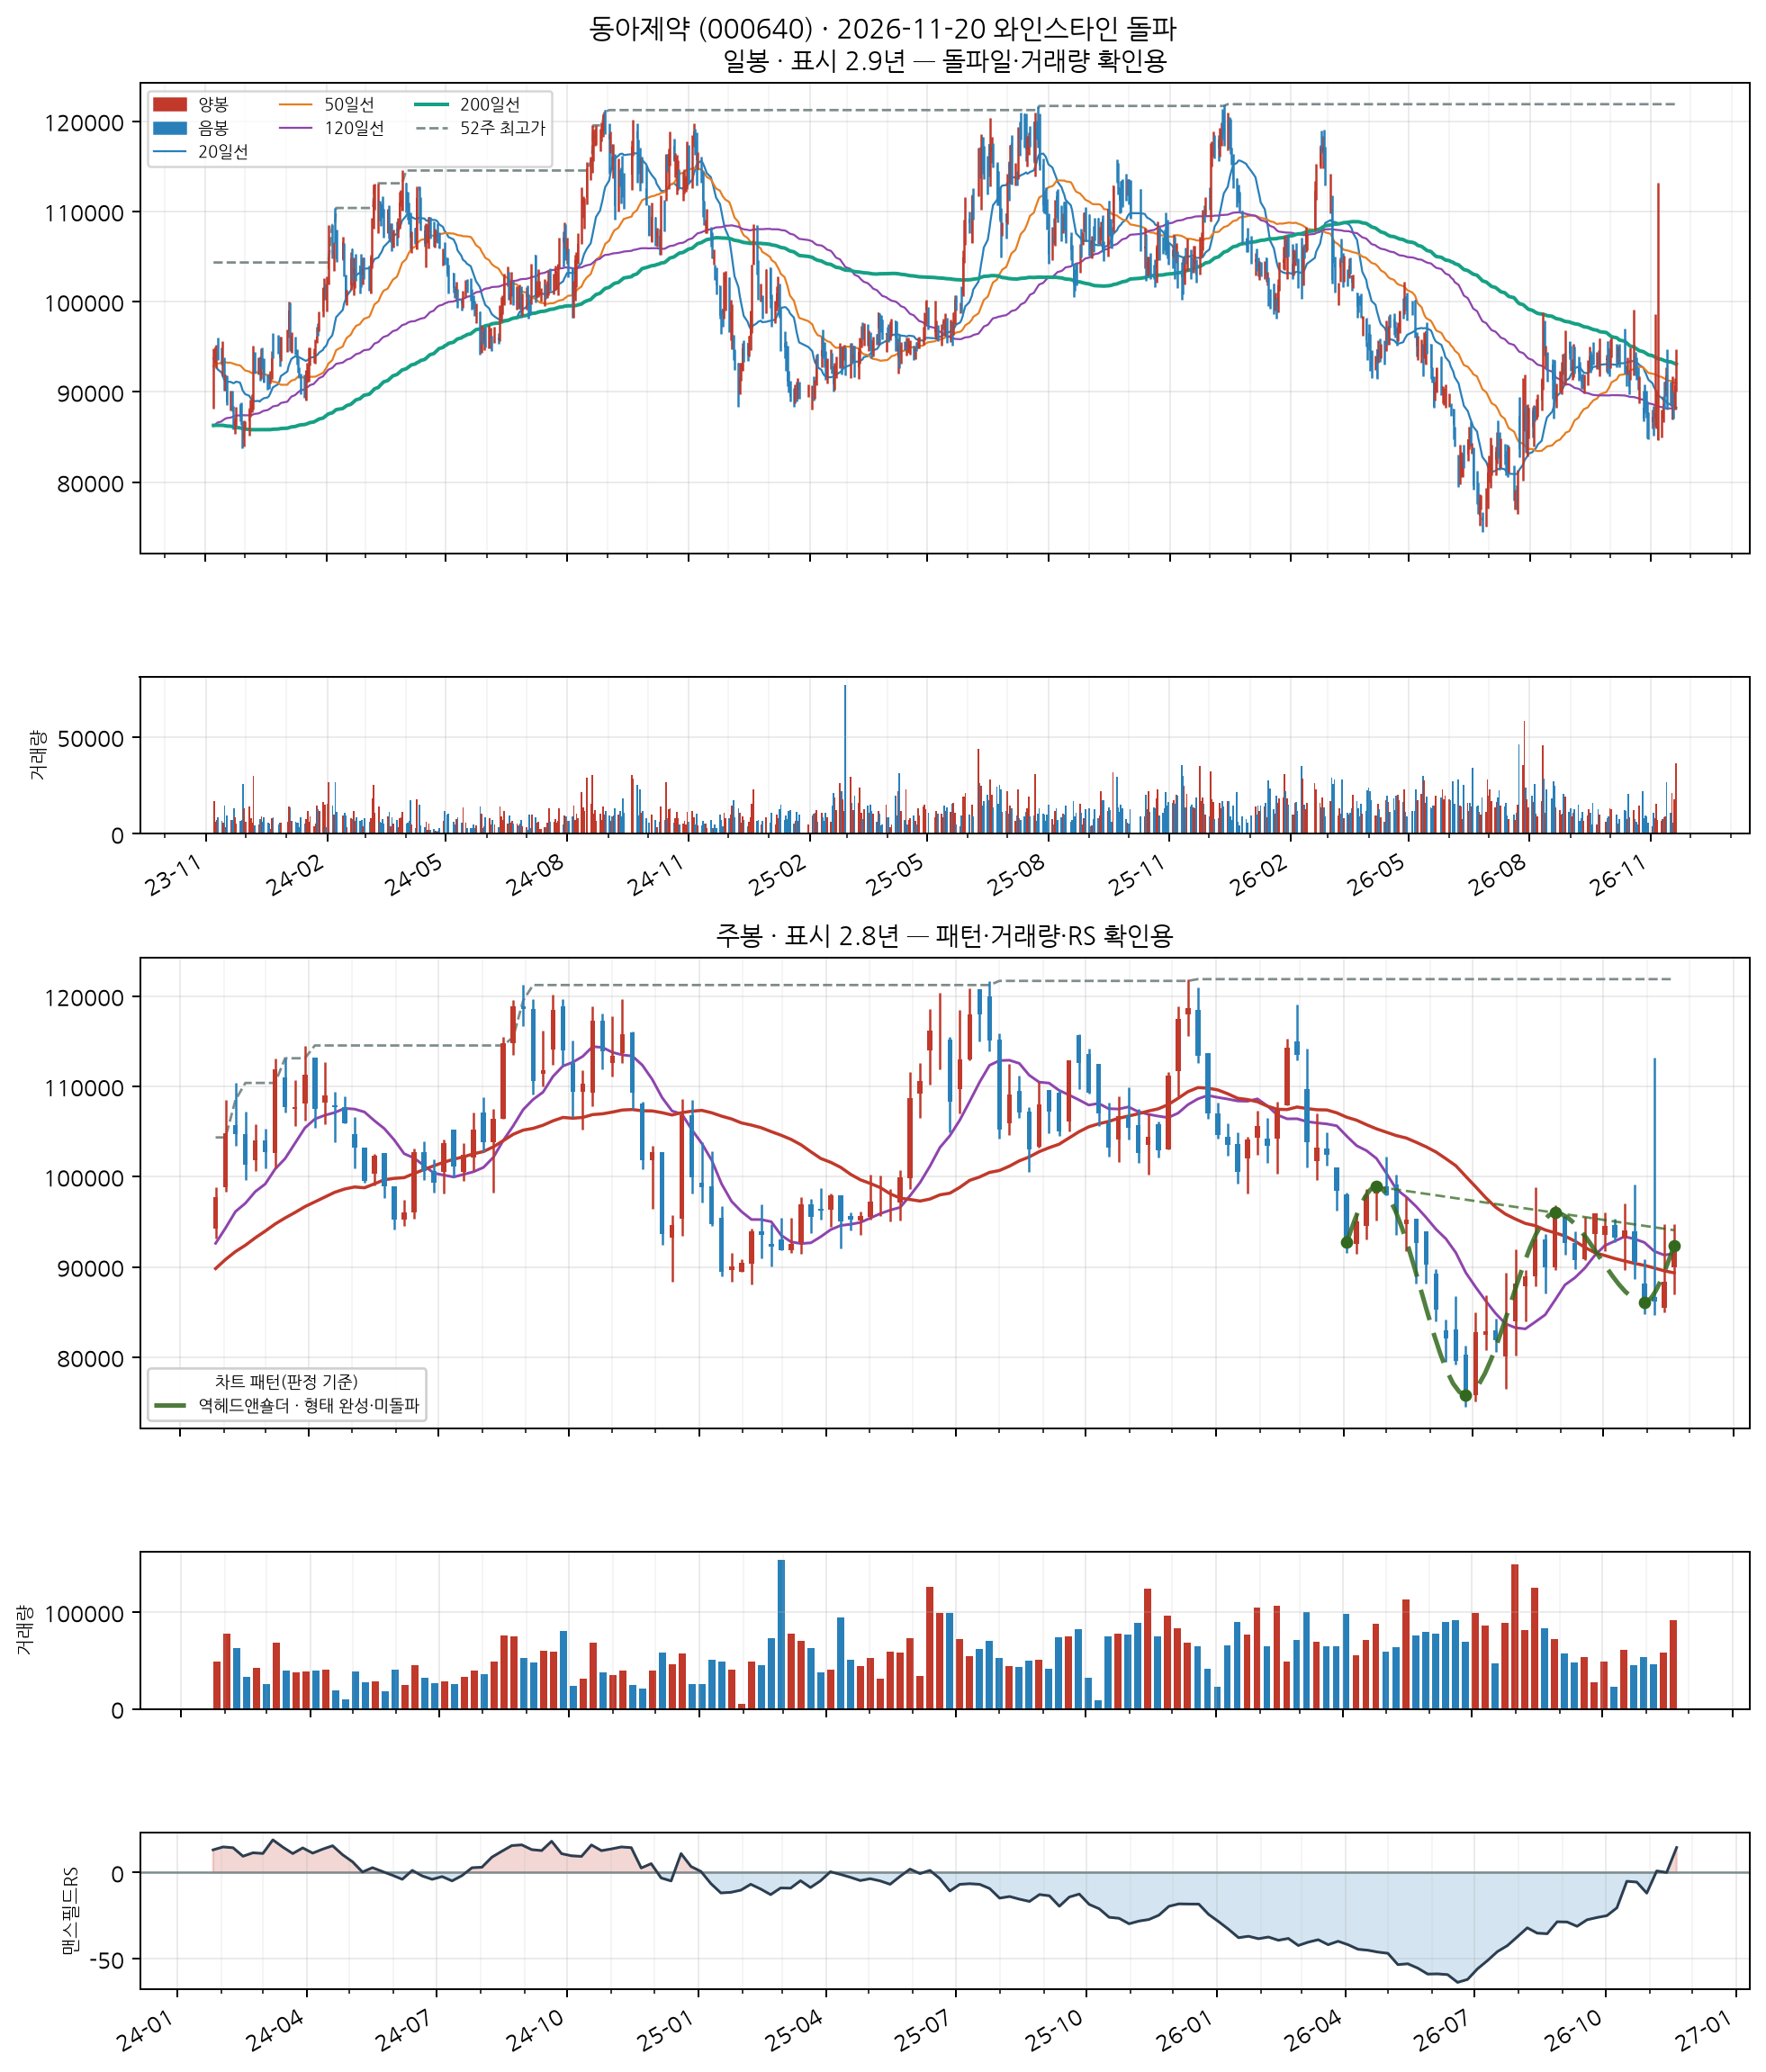 동아제약 (000640) · 2026-11-20 와인스타인 돌파
일봉 · 표시 2.9년 — 돌파일·거래량 확인용
양봉 50일선 200일선
음봉 120일선 52주 최고가
20일선
120000
110000
100000
90000
80000
거래량
50000
0
23-11 24-02 24-05 24-08 24-11 25-02 25-05 25-08 25-11 26-02 26-05 26-08 26-11
주봉 · 표시 2.8년 — 패턴·거래량·RS 확인용
120000
110000
100000
90000
80000
차트 패턴(판정 기준)
역헤드앤숄더 · 형태 완성·미돌파
거래량
100000
0
맨스필드RS
0
-50
24-01 24-04 24-07 24-10 25-01 25-04 25-07 25-10 26-01 26-04 26-07 26-10 27-01